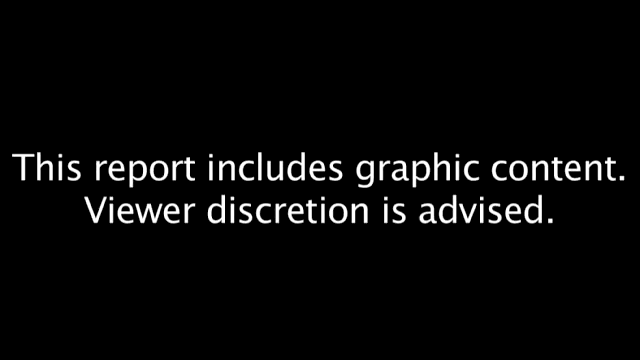 This report includes graphic content.
Viewer discretion is advised.